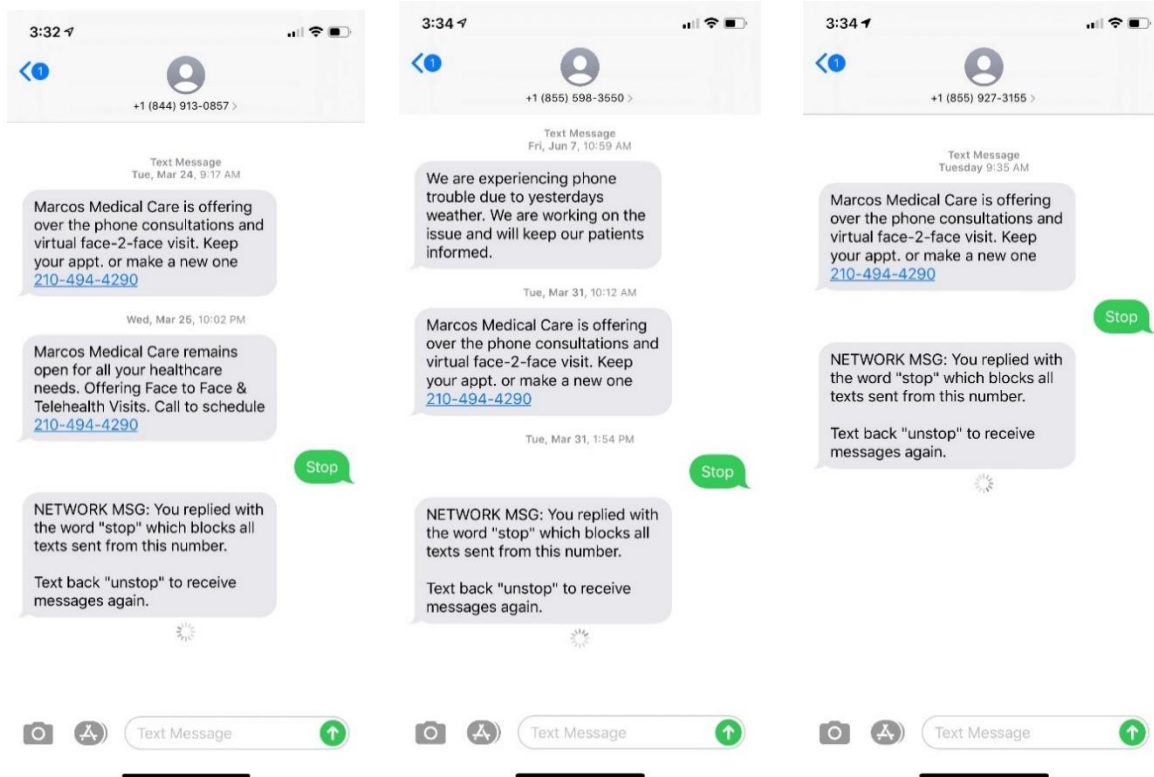 3:32
1
+1 (844) 913-0857 >
Text Message
Tue, Mar 24, 9:17 AM
Marcos Medical Care is offering
over the phone consultations and
virtual face-2-face visit. Keep
your appt. or make a new one
210-494-4290
Wed, Mar 25, 10:02 PM
Marcos Medical Care remains
open for all your healthcare
needs. Offering Face to Face &
Telehealth Visits. Call to schedule
210-494-4290
Stop
NETWORK MSG: You replied with
the word "stop" which blocks all
texts sent from this number.
Text back "unstop" to receive
messages again.
Text Message
3:34
1
+1 (855) 598-3550 >
Text Message
Fri, Jun 7, 10:59 AM
We are experiencing phone
trouble due to yesterdays
weather. We are working on the
issue and will keep our patients
informed.
Tue, Mar 31, 10:12 AM
Marcos Medical Care is offering
over the phone consultations and
virtual face-2-face visit. Keep
your appt. or make a new one
210-494-4290
Tue, Mar 31, 1:54 PM
Stop
NETWORK MSG: You replied with
the word "stop" which blocks all
texts sent from this number.
Text back "unstop" to receive
messages again.
Text Message
3:34
1
+1 (855) 927-3155 >
Text Message
Tuesday 9:35 AM
Marcos Medical Care is offering
over the phone consultations and
virtual face-2-face visit. Keep
your appt. or make a new one
210-494-4290
Stop
NETWORK MSG: You replied with
the word "stop" which blocks all
texts sent from this number.
Text back "unstop" to receive
messages again.
Text Message